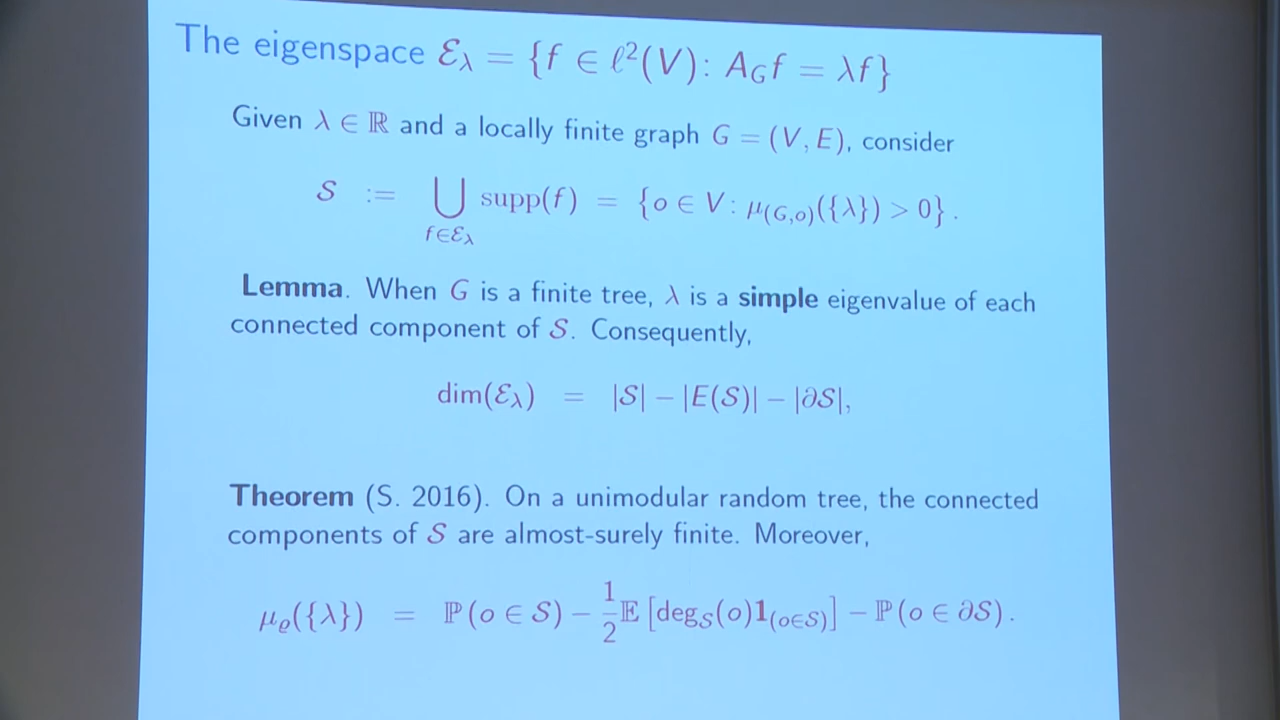 The eigenspace ℰ_λ = {f ∈ ℓ²(V): A_G f = λf}
Given λ ∈ ℝ and a locally finite graph G = (V, E), consider
𝒮 := ⋃_{f∈ℰ_λ} supp(f) = {o ∈ V: μ_{(G,o)}({λ}) > 0}.
Lemma. When G is a finite tree, λ is a simple eigenvalue of each
connected component of 𝒮. Consequently,
dim(ℰ_λ) = |𝒮| − |E(𝒮)| − |∂𝒮|,
Theorem (S. 2016). On a unimodular random tree, the connected
components of 𝒮 are almost-surely finite. Moreover,
μ_ϱ({λ}) = ℙ(o ∈ 𝒮) − 1/2 𝔼[deg_𝒮(o)𝟏_{(o∈𝒮)}] − ℙ(o ∈ ∂𝒮).